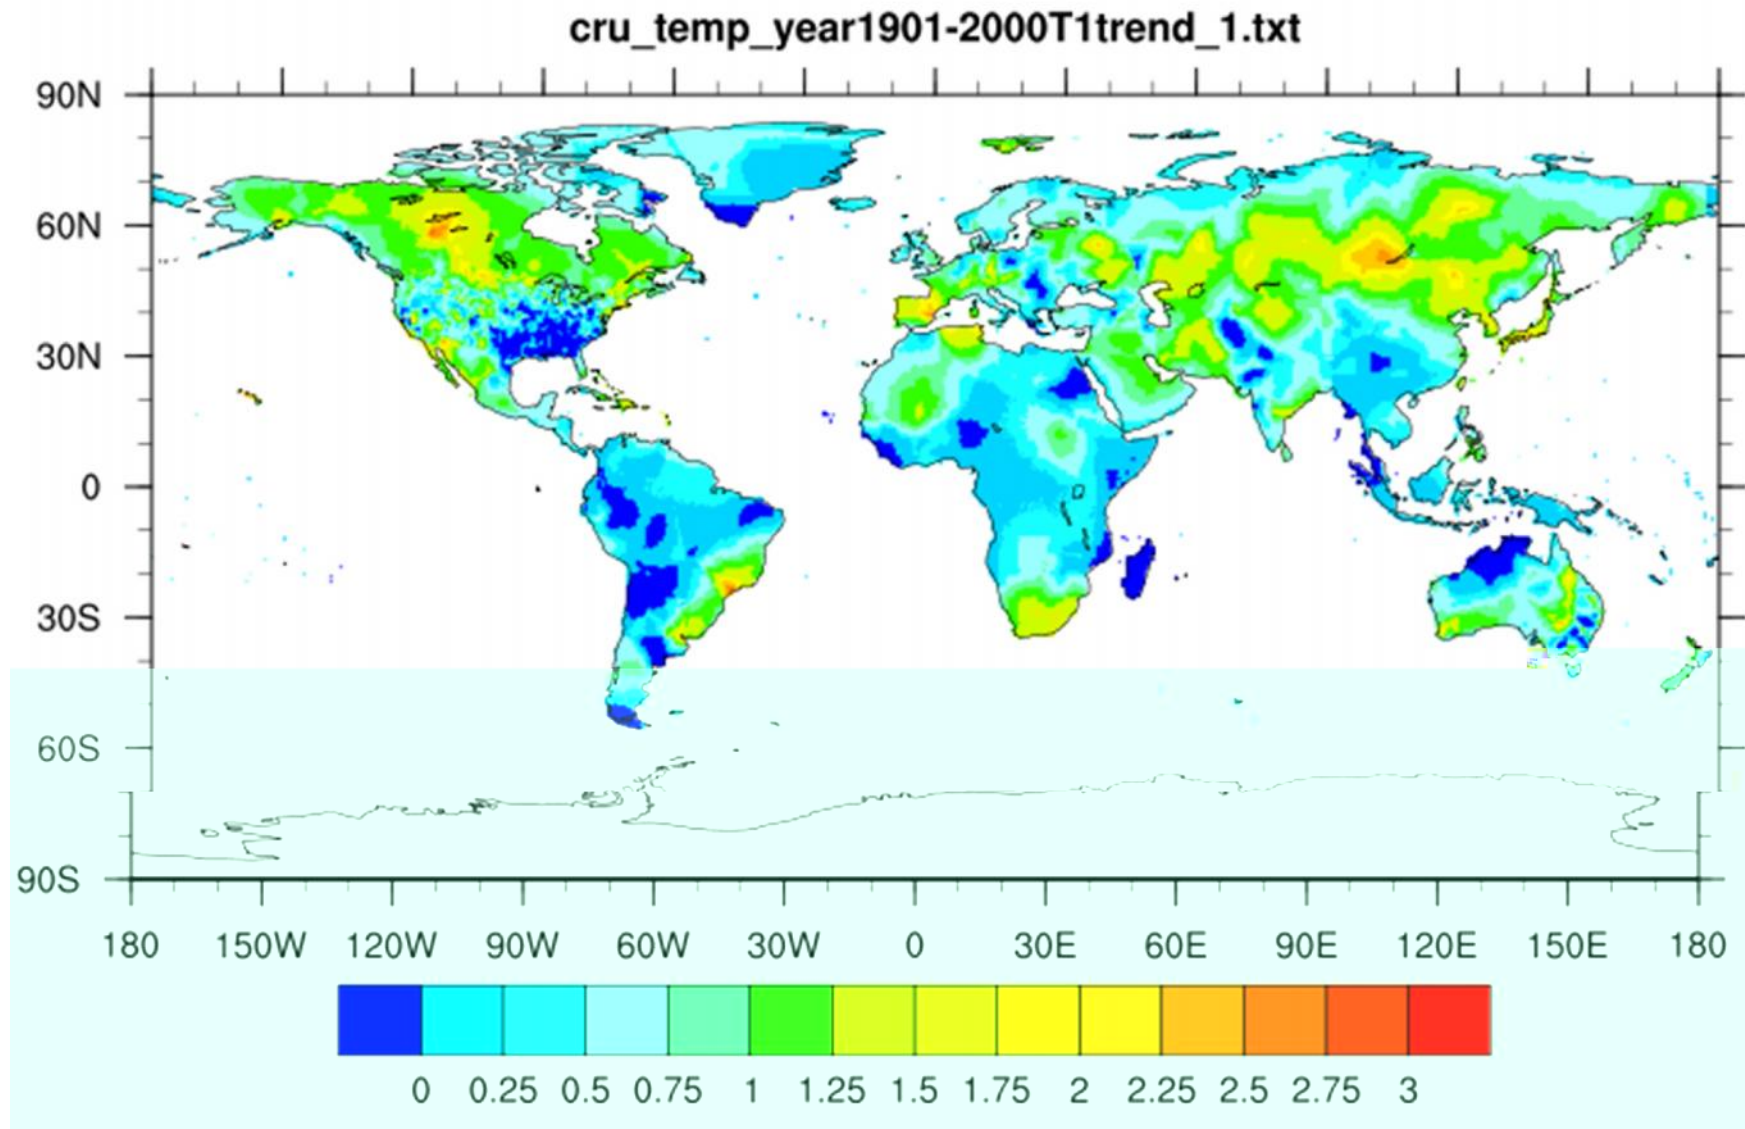 cru_temp_year1901-2000T1trend_1.txt
90N
60N
30N
0
30S
60S
90S
180 150W 120W 90W 60W 30W 0 30E 60E 90E 120E 150E 180
0 0.25 0.5 0.75 1 1.25 1.5 1.75 2 2.25 2.5 2.75 3